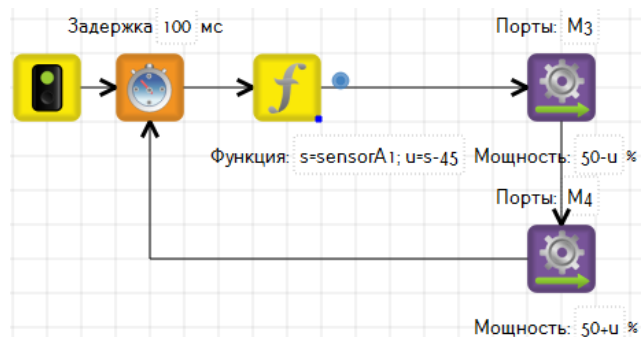 Задержка 100 мс
Порты: M3
Функция: s=sensorA1; u=s-45
Мощность: 50-u %
Порты: M4
Мощность: 50+u %